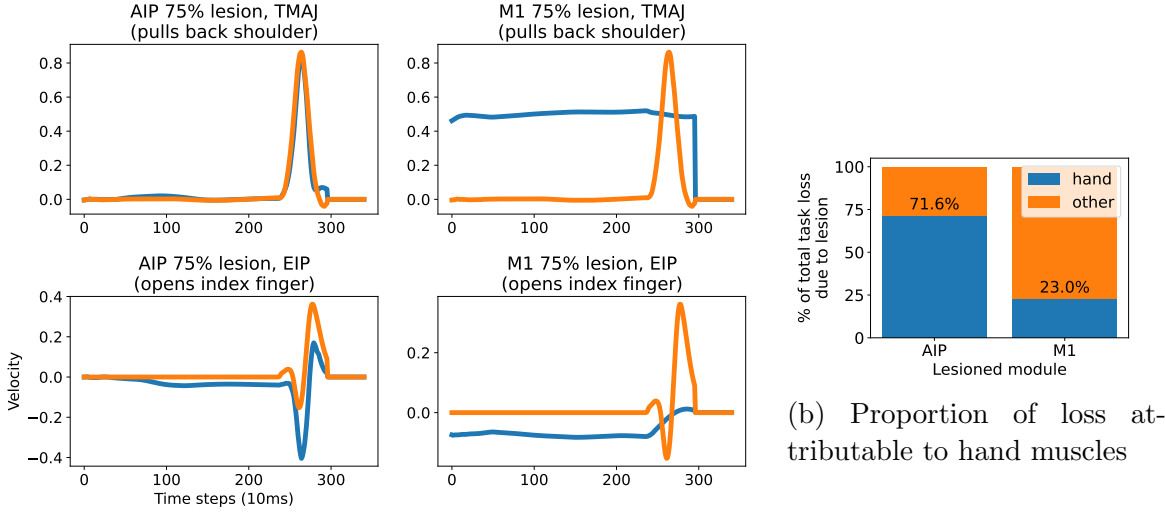 AIP 75% lesion, TMAJ
(pulls back shoulder)
0.8
0.6
0.4
0.2
0.0
0
100
200
300
M1 75% lesion, TMAJ
(pulls back shoulder)
0.8
0.6
0.4
0.2
0.0
0
100
200
300
AIP 75% lesion, EIP
(opens index finger)
Velocity
0.4
0.2
0.0
−0.2
−0.4
0
100
200
300
Time steps (10ms)
M1 75% lesion, EIP
(opens index finger)
0.2
0.0
0
100
200
300
% of total task loss
due to lesion
100
75
50
25
0
hand
other
71.6%
23.0%
AIP
M1
Lesioned module
(b) Proportion of loss at-
tributable to hand muscles